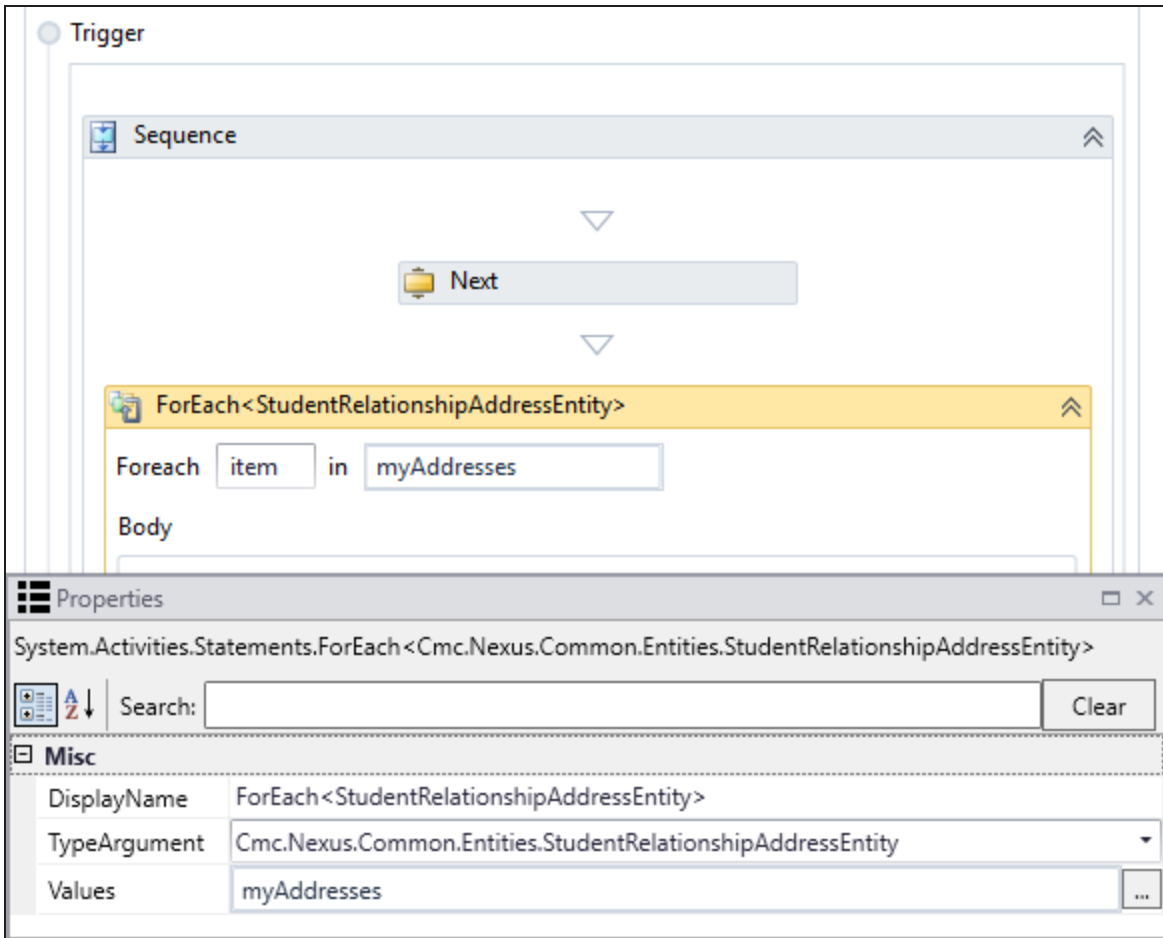 Trigger
Sequence
Next
ForEach<StudentRelationshipAddressEntity>
Foreach item in myAddresses
Body
Properties
System.Activities.Statements.ForEach<Cmc.Nexus.Common.Entities.StudentRelationshipAddressEntity>
A Z Search: Clear
Misc
DisplayName ForEach<StudentRelationshipAddressEntity>
TypeArgument Cmc.Nexus.Common.Entities.StudentRelationshipAddressEntity
Values myAddresses ...